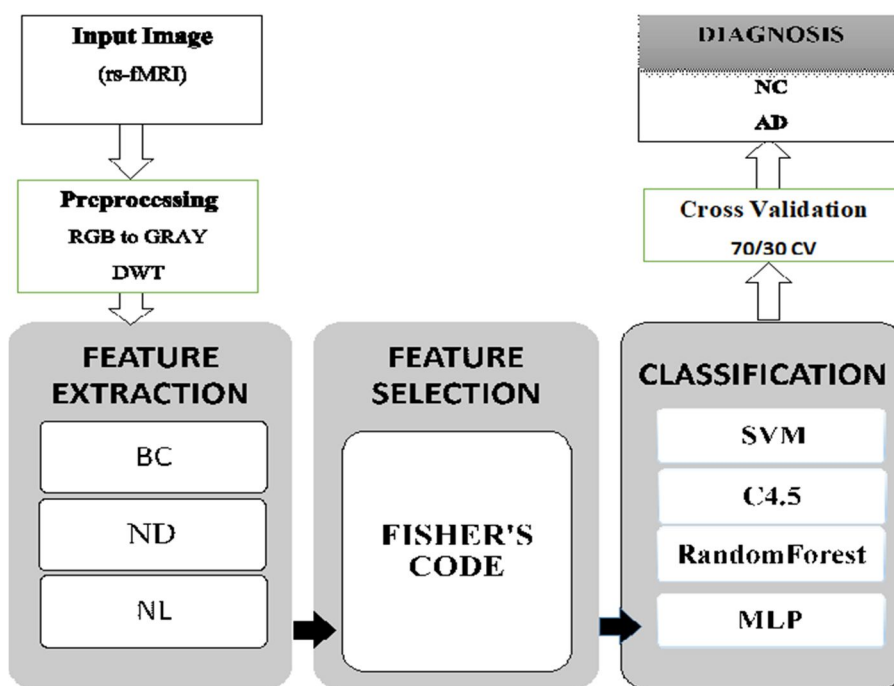 Input Image
(rs-fMRI)
Preprocessing
RGB to GRAY
DWT
FEATURE
EXTRACTION
BC
ND
NL
FEATURE
SELECTION
FISHER'S
CODE
CLASSIFICATION
SVM
C4.5
RandomForest
MLP
Cross Validation
70/30 CV
DIAGNOSIS
NC
AD